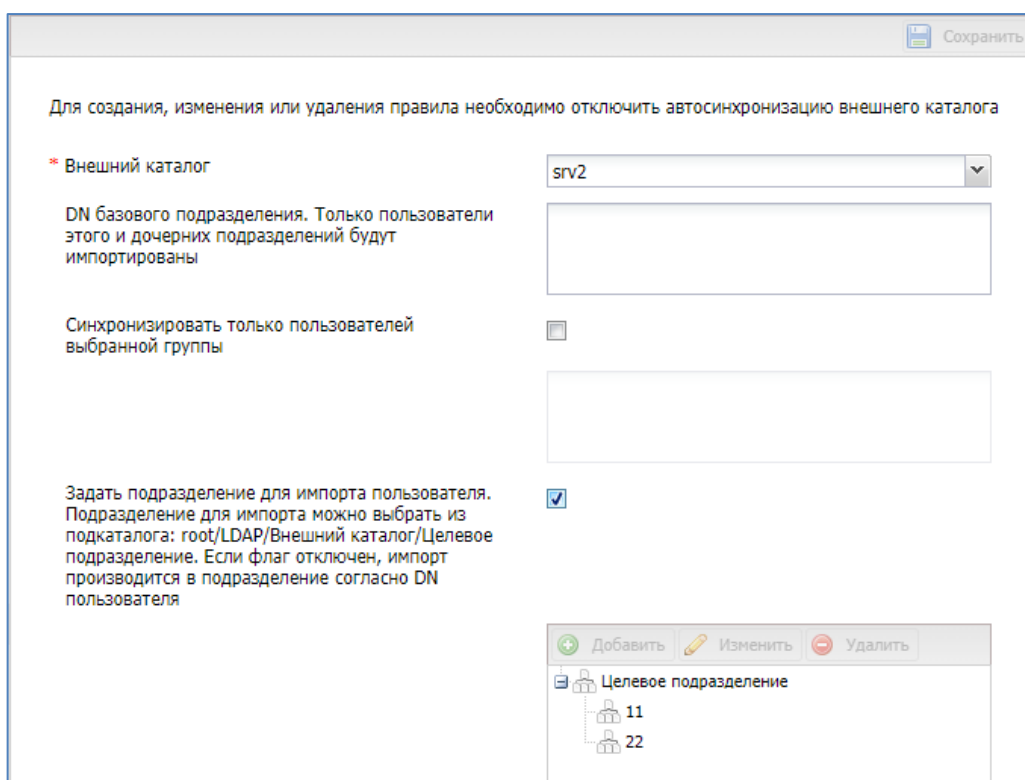 Сохранить
Для создания, изменения или удаления правила необходимо отключить автосинхронизацию внешнего каталога
* Внешний каталог
srv2
DN базового подразделения. Только пользователи
этого и дочерних подразделений будут
импортированы
Синхронизировать только пользователей
выбранной группы
Задать подразделение для импорта пользователя.
Подразделение для импорта можно выбрать из
подкаталога: root/LDAP/Внешний каталог/Целевое
подразделение. Если флаг отключен, импорт
производится в подразделение согласно DN
пользователя
Добавить Изменить Удалить
Целевое подразделение
11
22